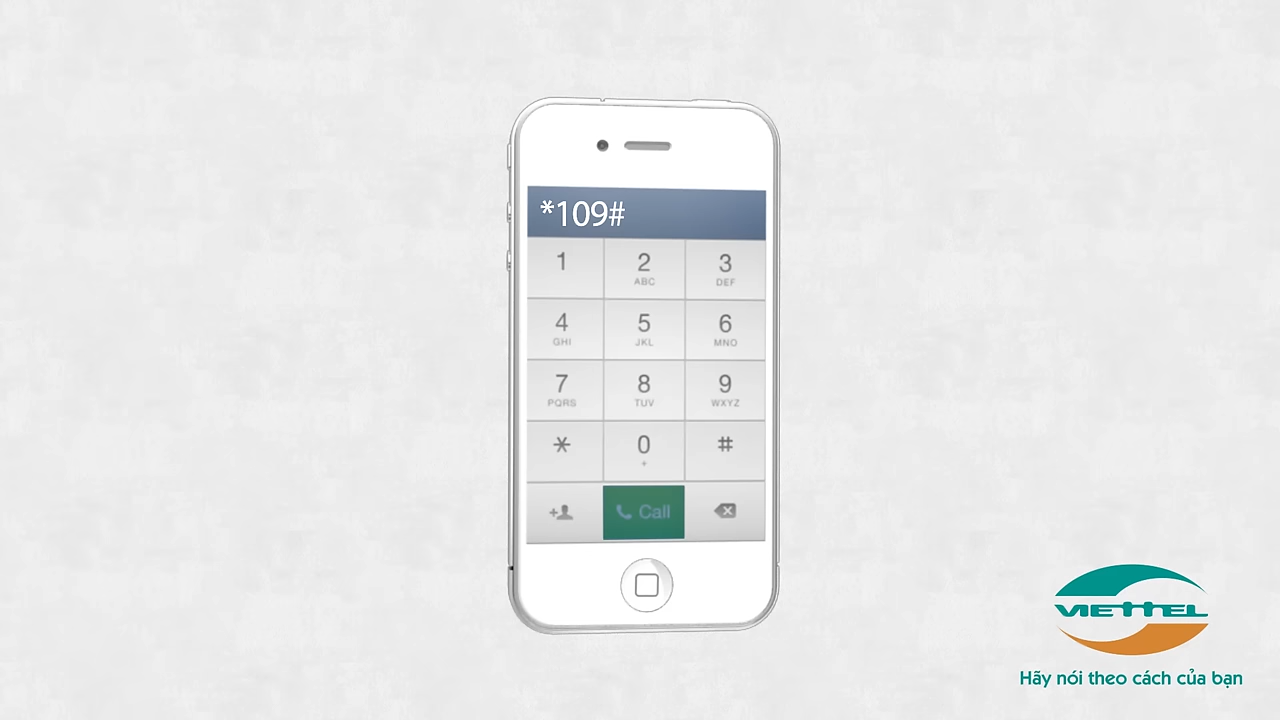 *109#
1 2 3
ABC DEF
4 5 6
GHI JKL MNO
7 8 9
PQRS TUV WXYZ
* 0 #
+
+ Call
VIETTEL
Hãy nói theo cách của bạn